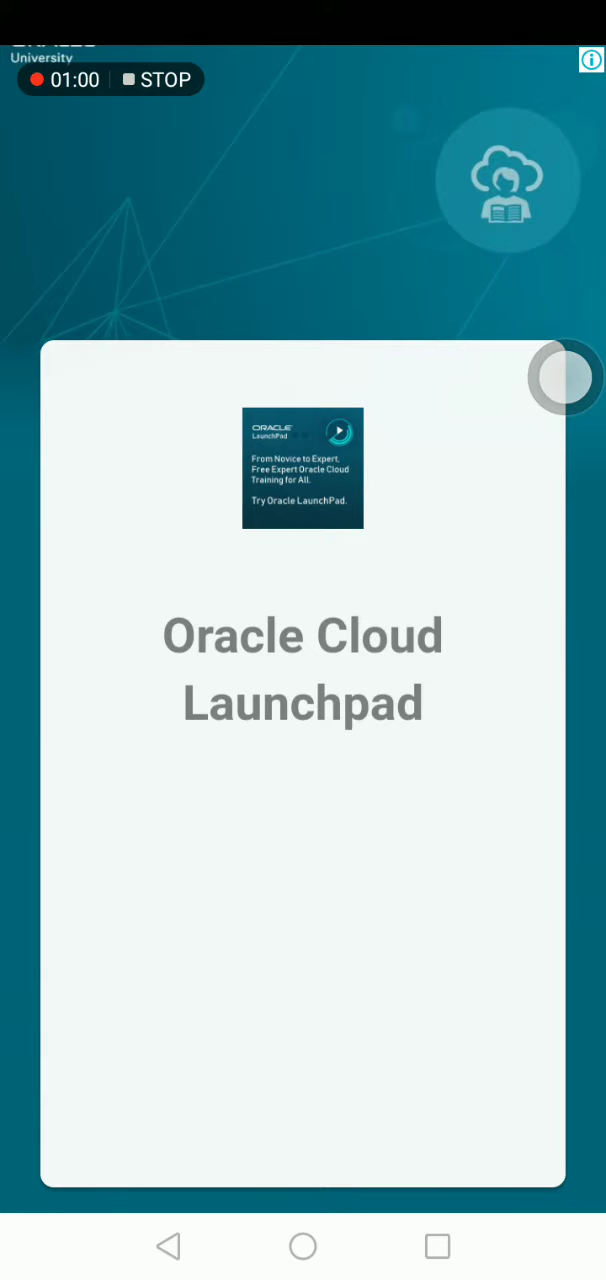 University
01:00 STOP
ORACLE
LaunchPad
From Novice to Expert,
Free Expert Oracle Cloud
Training for All.
Try Oracle LaunchPad.
Oracle Cloud
Launchpad